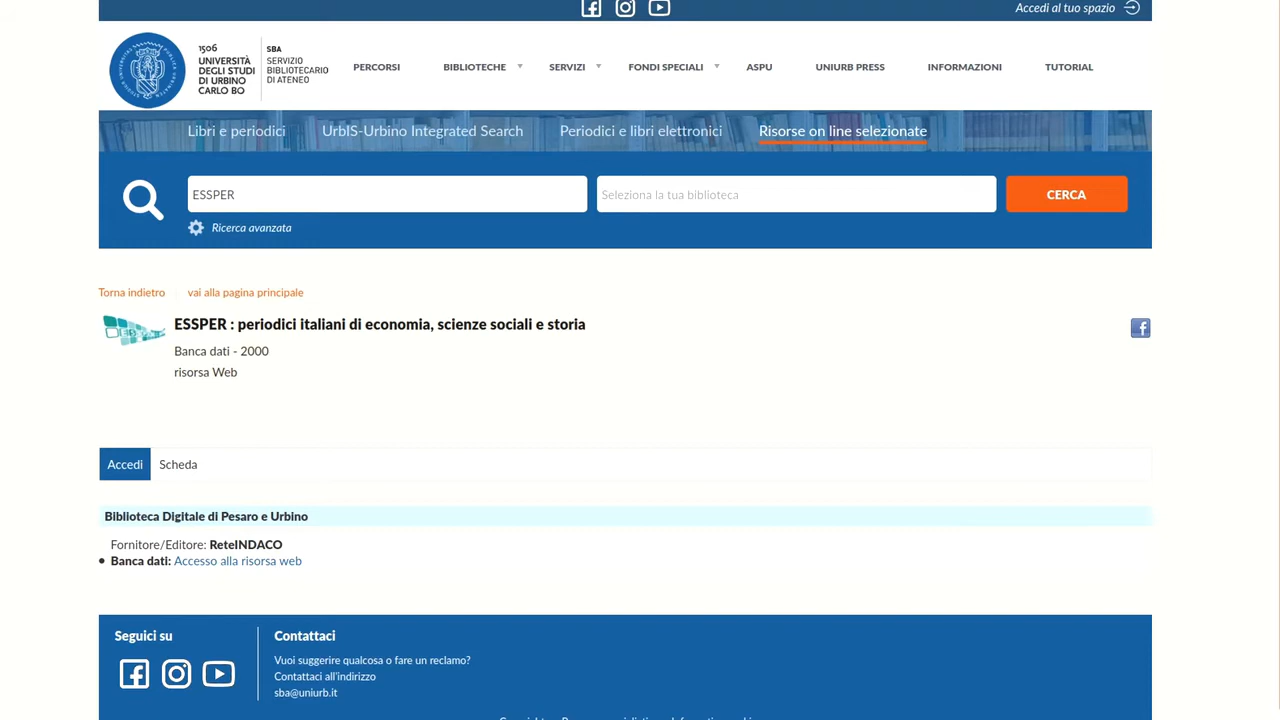 Accedi al tuo spazio
1506
UNIVERSITÀ
DEGLI STUDI
DI URBINO
CARLO BO
SBA
SERVIZIO
BIBLIOTECARIO
DI ATENEO
PERCORSI BIBLIOTECHE SERVIZI FONDI SPECIALI ASPU UNIURB PRESS INFORMAZIONI TUTORIAL
Libri e periodici UrbIS-Urbino Integrated Search Periodici e libri elettronici Risorse on line selezionate
ESSPER Seleziona la tua biblioteca CERCA
Ricerca avanzata
Torna indietro vai alla pagina principale
ESSPER : periodici italiani di economia, scienze sociali e storia
Banca dati - 2000
risorsa Web
Accedi Scheda
Biblioteca Digitale di Pesaro e Urbino
Fornitore/Editore: ReteINDACO
• Banca dati: Accesso alla risorsa web
Seguici su
Contattaci
Vuoi suggerire qualcosa o fare un reclamo?
Contattaci all'indirizzo
sba@uniurb.it